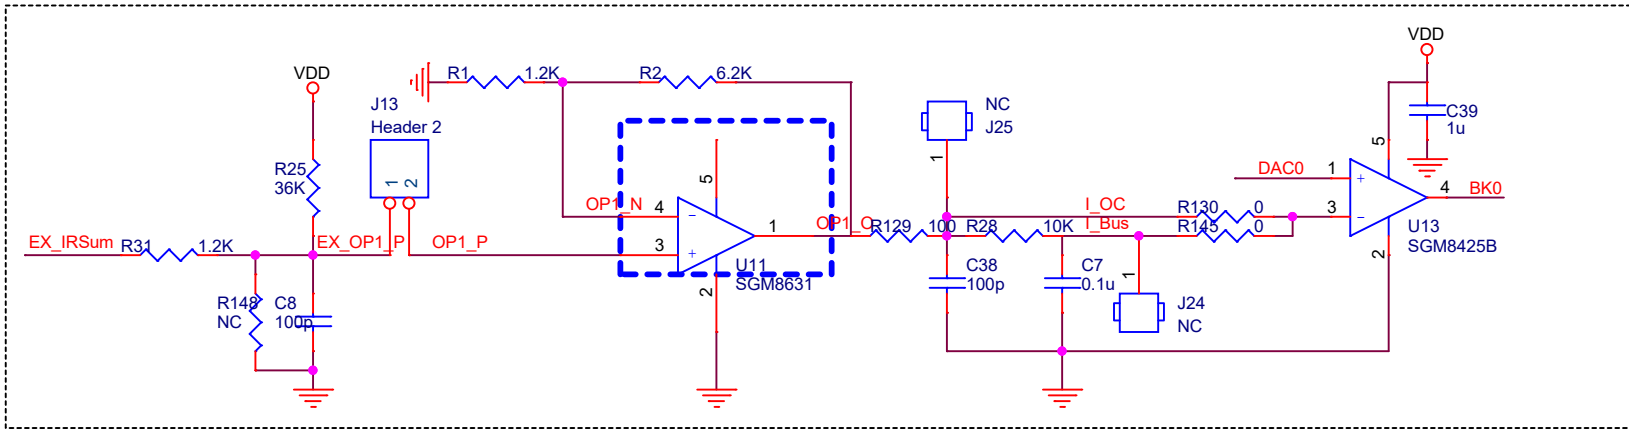 VDD
J13
Header 2
1
2
R25
36K
EX_IRSum
R31
1.2K
EX_OP1_P
OP1_P
R148
NC
C8
100p
R1
1.2K
R2
6.2K
OP1_N
4
3
5
2
1
U11
SGM8631
OP1_O
R129
100
R28
10K
NC
J25
1
C38
100p
C7
0.1u
1
J24
NC
I_OC
I_Bus
R130
0
R145
0
DAC0
1
3
5
2
4
BK0
U13
SGM8425B
VDD
C39
1u
+
−
+
−